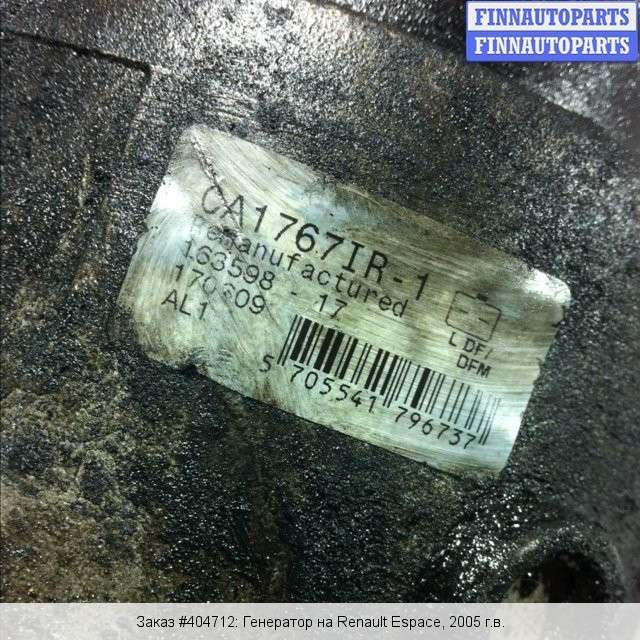 FINNAUTOPARTS
FINNAUTOPARTS
CA1767IR-1
Remanufactured
163598 - 17
170609
AL1
L DF/
DFM
5 705541 796737
Заказ #404712: Генератор на Renault Espace, 2005 г.в.